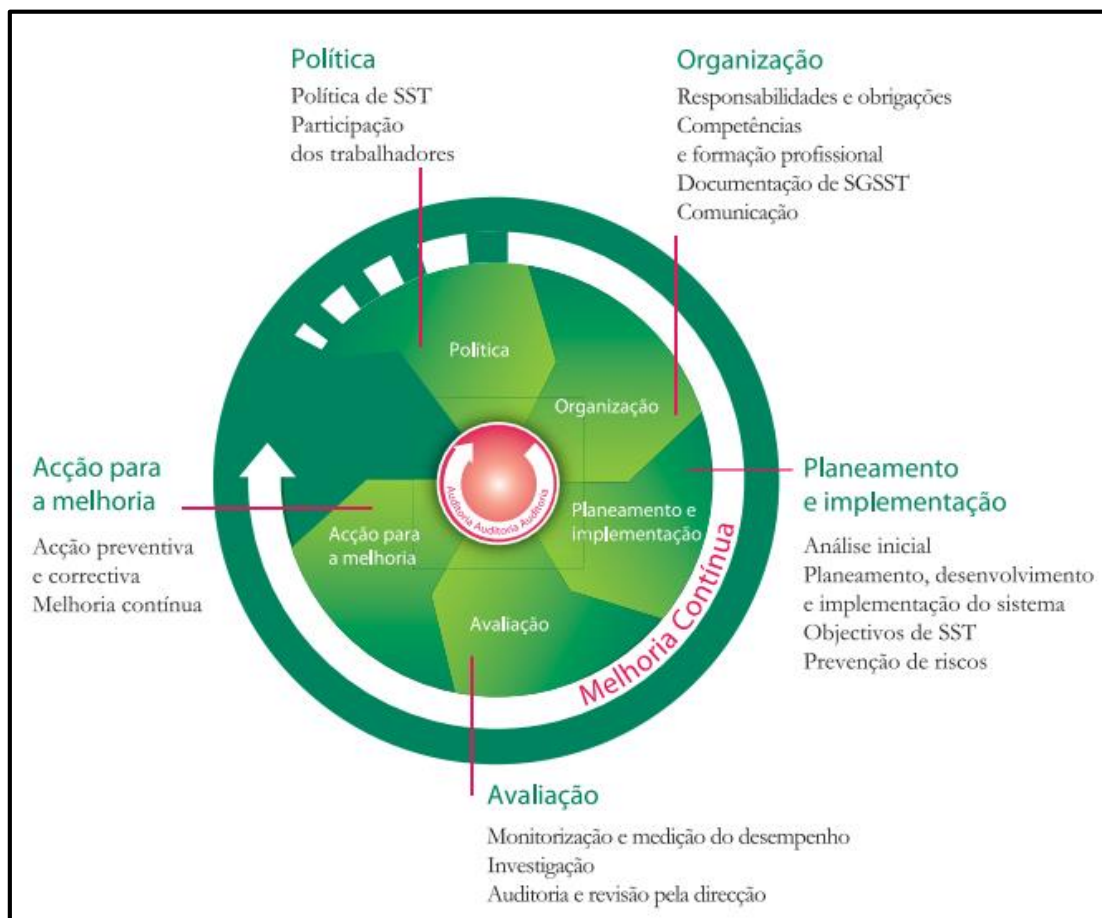 Política
Política de SST
Participação
dos trabalhadores
Organização
Responsabilidades e obrigações
Competências
e formação profissional
Documentação de SGSST
Comunicação
Política
Organização
Planeamento e
implementação
Avaliação
Acção para
a melhoria
Auditoria Auditoria Auditoria
Melhoria Contínua
Planeamento
e implementação
Análise inicial
Planeamento, desenvolvimento
e implementação do sistema
Objectivos de SST
Prevenção de riscos
Avaliação
Monitorização e medição do desempenho
Investigação
Auditoria e revisão pela direcção
Acção para
a melhoria
Acção preventiva
e correctiva
Melhoria contínua